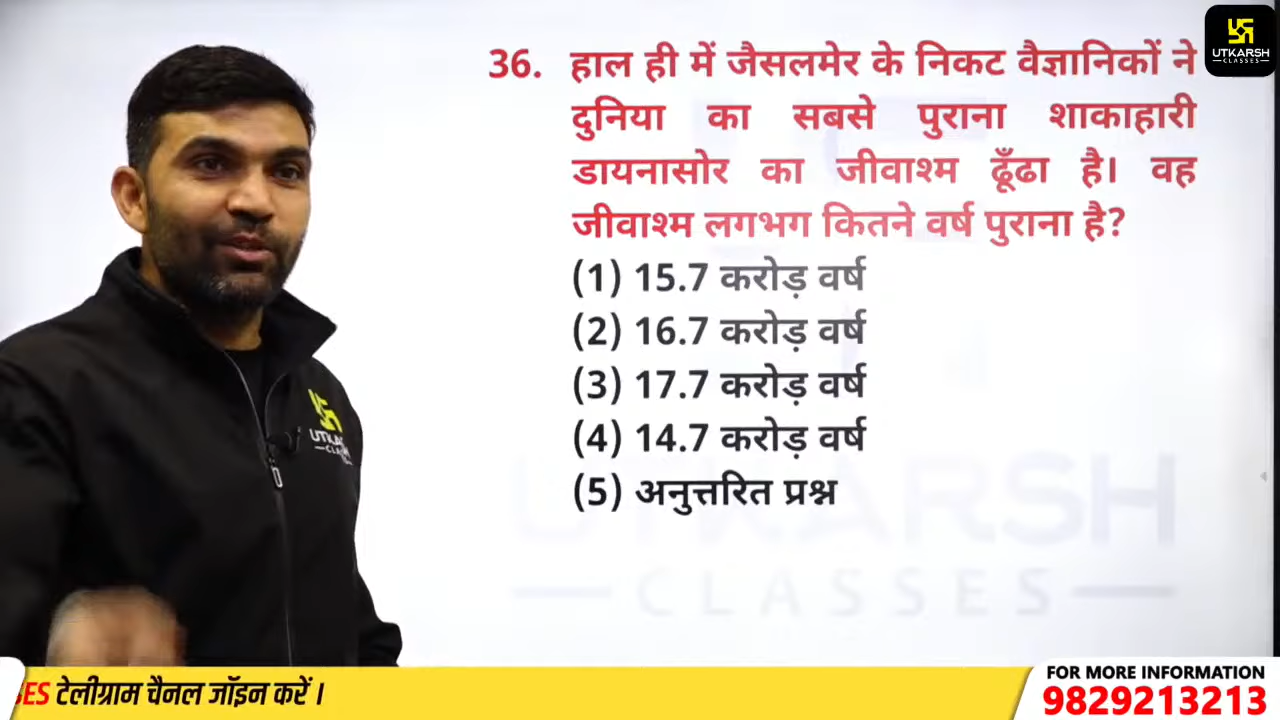 UTKARSH
CLASSES
36. हाल ही में जैसलमेर के निकट वैज्ञानिकों ने
दुनिया का सबसे पुराना शाकाहारी
डायनासोर का जीवाश्म ढूँढा है। वह
जीवाश्म लगभग कितने वर्ष पुराना है?
(1) 15.7 करोड़ वर्ष
(2) 16.7 करोड़ वर्ष
(3) 17.7 करोड़ वर्ष
(4) 14.7 करोड़ वर्ष
(5) अनुत्तरित प्रश्न
UTKARSH
CLASSES
टेलीग्राम चैनल जॉइन करें।
FOR MORE INFORMATION
9829213213